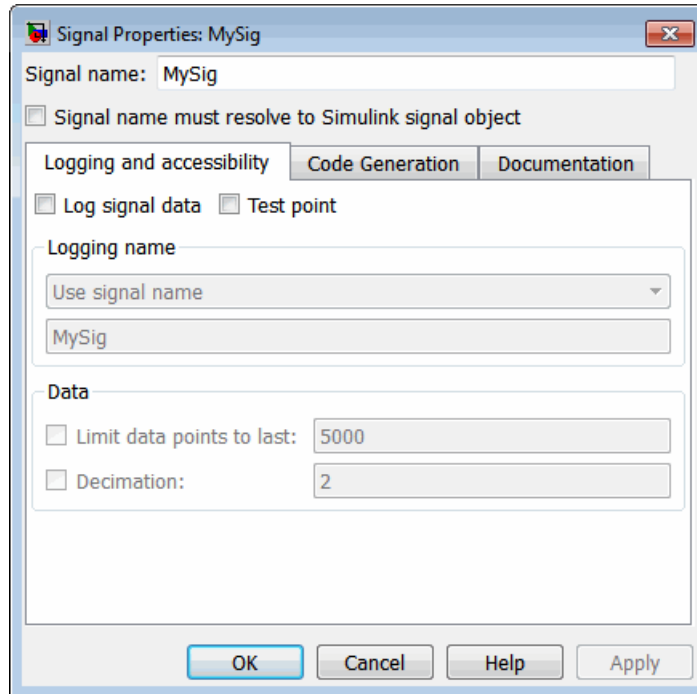 Signal Properties: MySig
Signal name: MySig
Signal name must resolve to Simulink signal object
Logging and accessibility Code Generation Documentation
Log signal data Test point
Logging name
Use signal name
MySig
Data
Limit data points to last: 5000
Decimation: 2
OK Cancel Help Apply